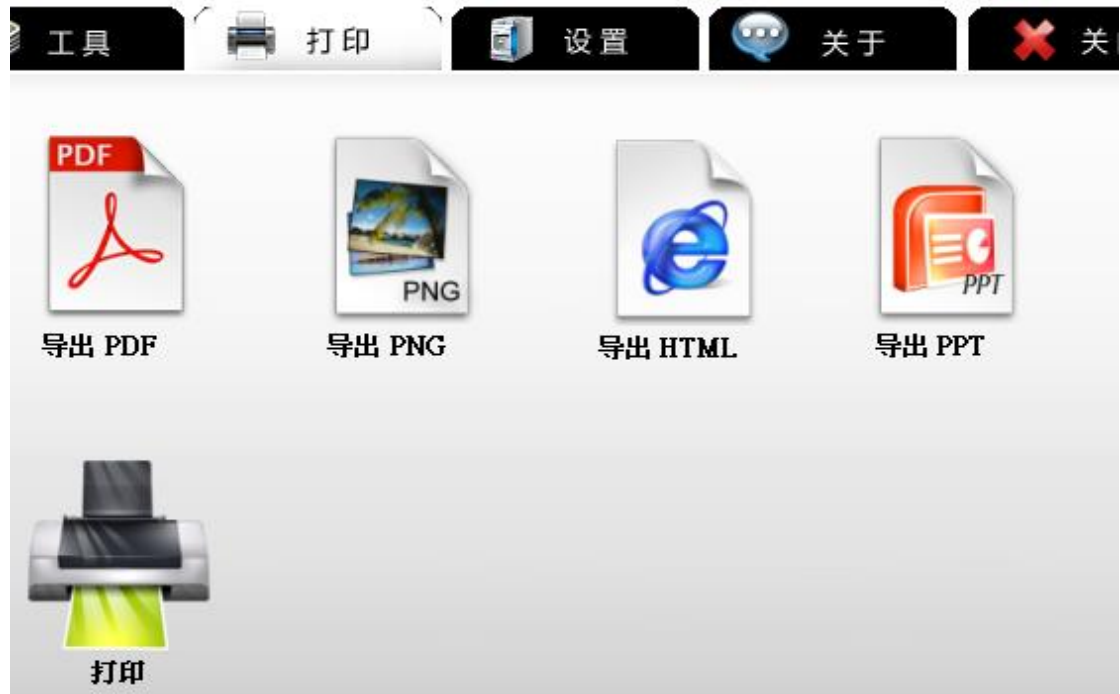 工具 打印 设置 关于 关
PDF
PNG
PPT
导出 PDF 导出 PNG 导出 HTML 导出 PPT
打印